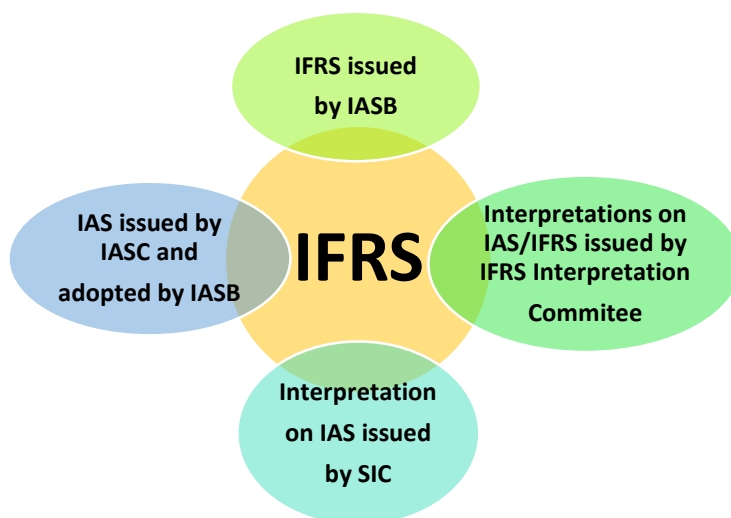 IFRS issued
by IASB
IAS issued by
IASC and
adopted by IASB
IFRS
Interpretations on
IAS/IFRS issued by
IFRS Interpretation
Commitee
Interpretation
on IAS issued
by SIC